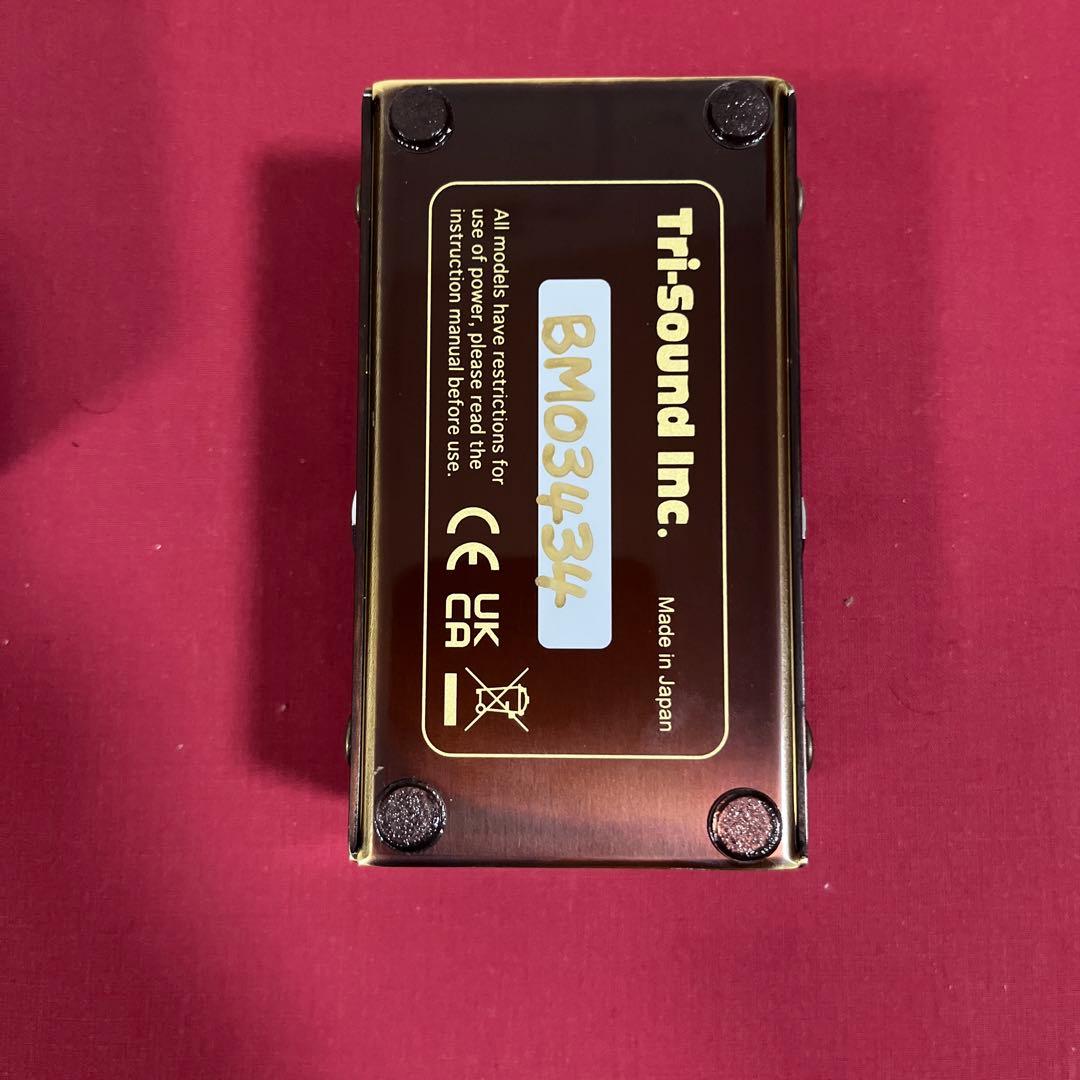 Tri-Sound Inc. Made in Japan
BM03434
All models have restrictions for
use of power, please read the
instruction manual before use.
CE
UK
CA